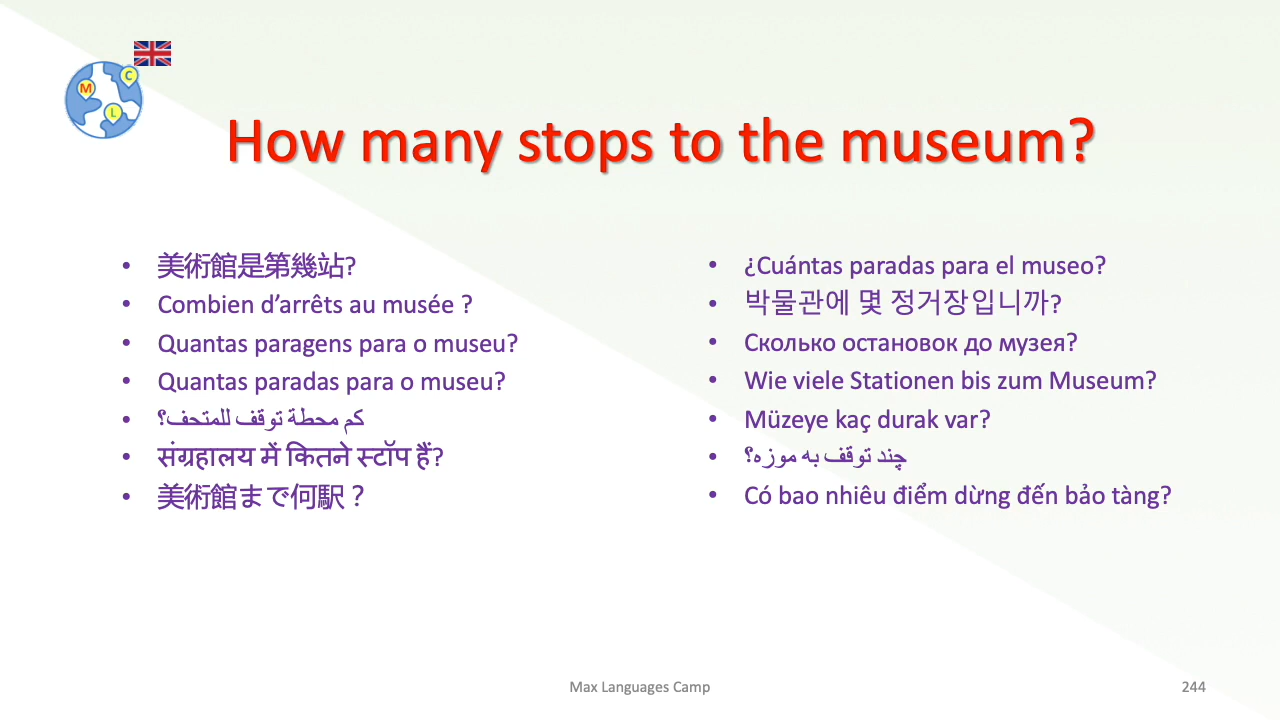 M
C
L
How many stops to the museum?
• 美術館是第幾站?
• Combien d’arrêts au musée ?
• Quantas paragens para o museu?
• Quantas paradas para o museu?
• كم محطة توقف للمتحف؟
• संग्रहालय में कितने स्टॉप हैं?
• 美術館まで何駅？
• ¿Cuántas paradas para el museo?
• 박물관에 몇 정거장입니까?
• Сколько остановок до музея?
• Wie viele Stationen bis zum Museum?
• Müzeye kaç durak var?
• چند توقف به موزه؟
• Có bao nhiêu điểm dừng đến bảo tàng?
Max Languages Camp
244